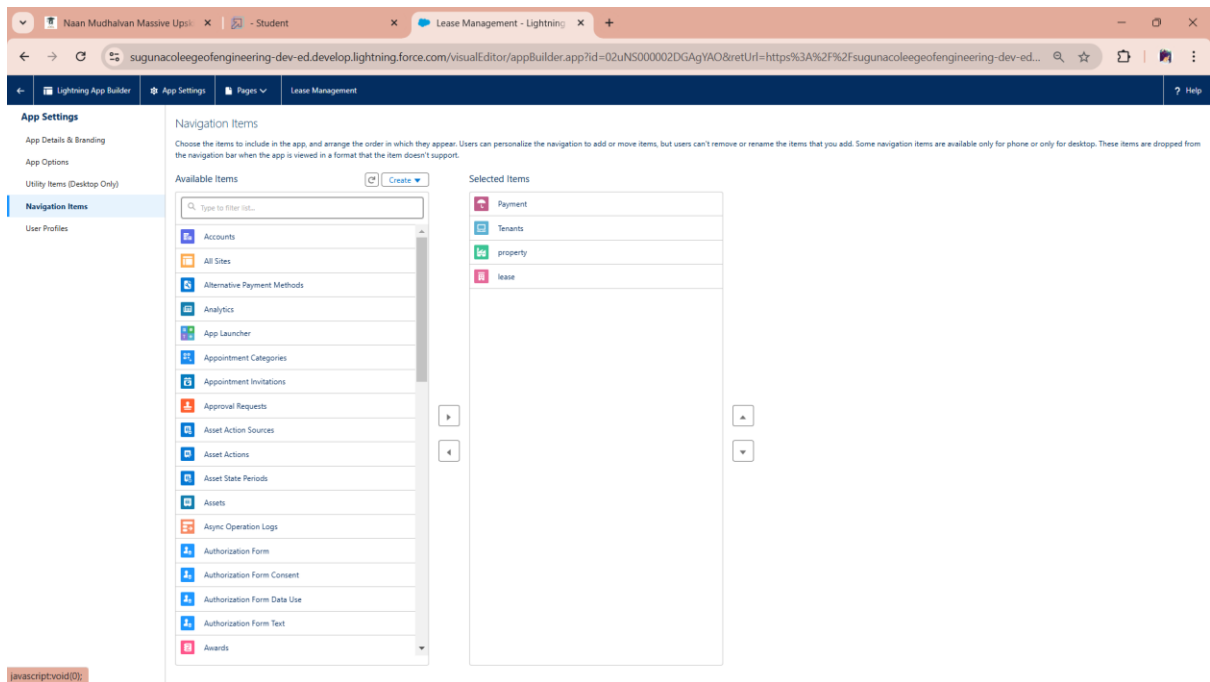 Naan Mudhalvan Massive Upski
- Student
Lease Management - Lightning
sugunacoleegeofengineering-dev-ed.develop.lightning.force.com/visualEditor/appBuilder.app?id=02uNS000002DGAgYAO&retUrl=https%3A%2F%2Fsugunacoleegeofengineering-dev-ed...
Lightning App Builder
App Settings
Pages
Lease Management
? Help
App Settings
App Details & Branding
App Options
Utility Items (Desktop Only)
Navigation Items
User Profiles
Navigation Items
Choose the items to include in the app, and arrange the order in which they appear. Users can personalize the navigation to add or move items, but users can't remove or rename the items that you add. Some navigation items are available only for phone or only for desktop. These items are dropped from
the navigation bar when the app is viewed in a format that the item doesn't support.
Available Items
Create
Type to filter list...
Accounts
All Sites
Alternative Payment Methods
Analytics
App Launcher
Appointment Categories
Appointment Invitations
Approval Requests
Asset Action Sources
Asset Actions
Asset State Periods
Assets
Async Operation Logs
Authorization Form
Authorization Form Consent
Authorization Form Data Use
Authorization Form Text
Awards
Selected Items
Payment
Tenants
property
lease
javascript:void(0);